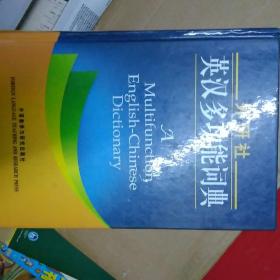 外研社
英汉多功能词典
A
Multifunction
English-Chinese
Dictionary
外语教学与研究出版社
FOREIGN LANGUAGE TEACHING AND RESEARCH PRESS